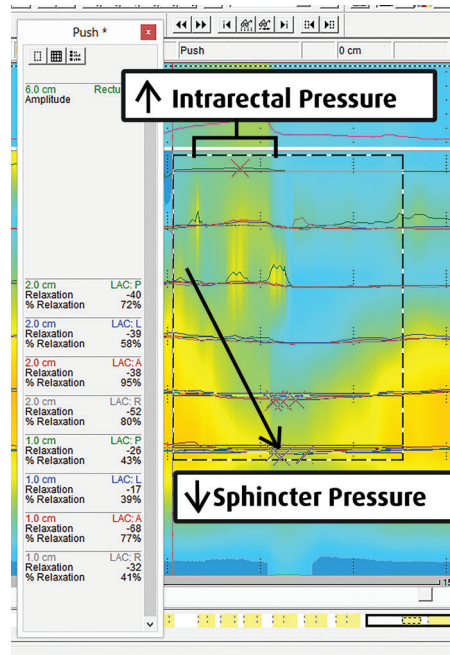 Push *
x
Push
0 cm
6.0 cm
Amplitude
↑ Intrarectal Pressure
2.0 cm LAC: P
Relaxation -40
% Relaxation 72%
2.0 cm LAC: L
Relaxation -39
% Relaxation 58%
2.0 cm LAC: A
Relaxation -38
% Relaxation 95%
2.0 cm LAC: R
Relaxation -52
% Relaxation 80%
1.0 cm LAC: P
Relaxation -26
% Relaxation 43%
1.0 cm LAC: L
Relaxation -17
% Relaxation 39%
1.0 cm LAC: A
Relaxation -68
% Relaxation 77%
1.0 cm LAC: R
Relaxation -32
% Relaxation 41%
↓ Sphincter Pressure